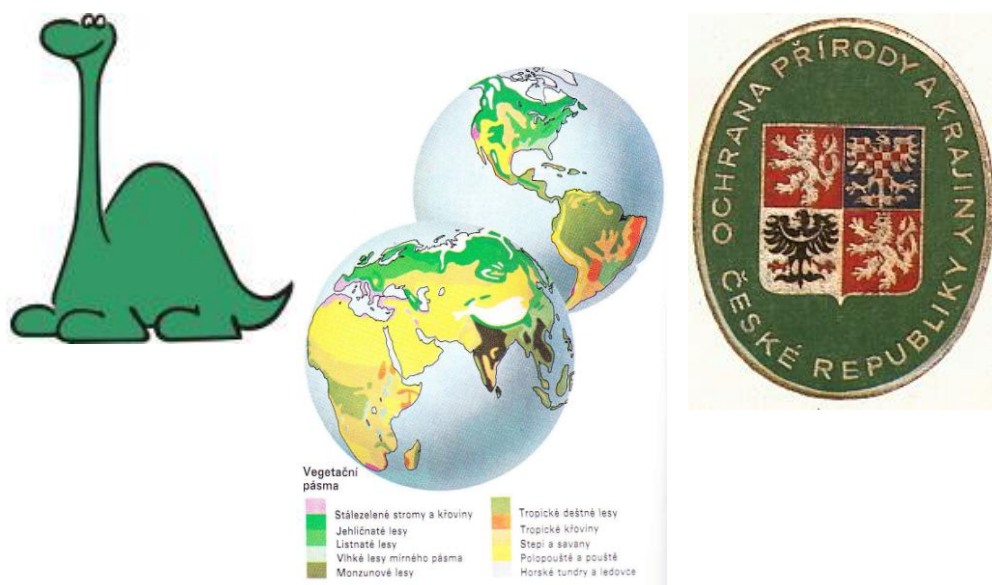 Vegetační
pásma
Stálezelené stromy a křoviny
Jehličnaté lesy
Listnaté lesy
Vlhké lesy mírného pásma
Monzunové lesy
Tropické deštné lesy
Tropické křoviny
Stepi a savany
Polopouště a pouště
Horské tundry a ledovce
OCHRANA PŘÍRODY A KRAJINY
ČESKÉ REPUBLIKY